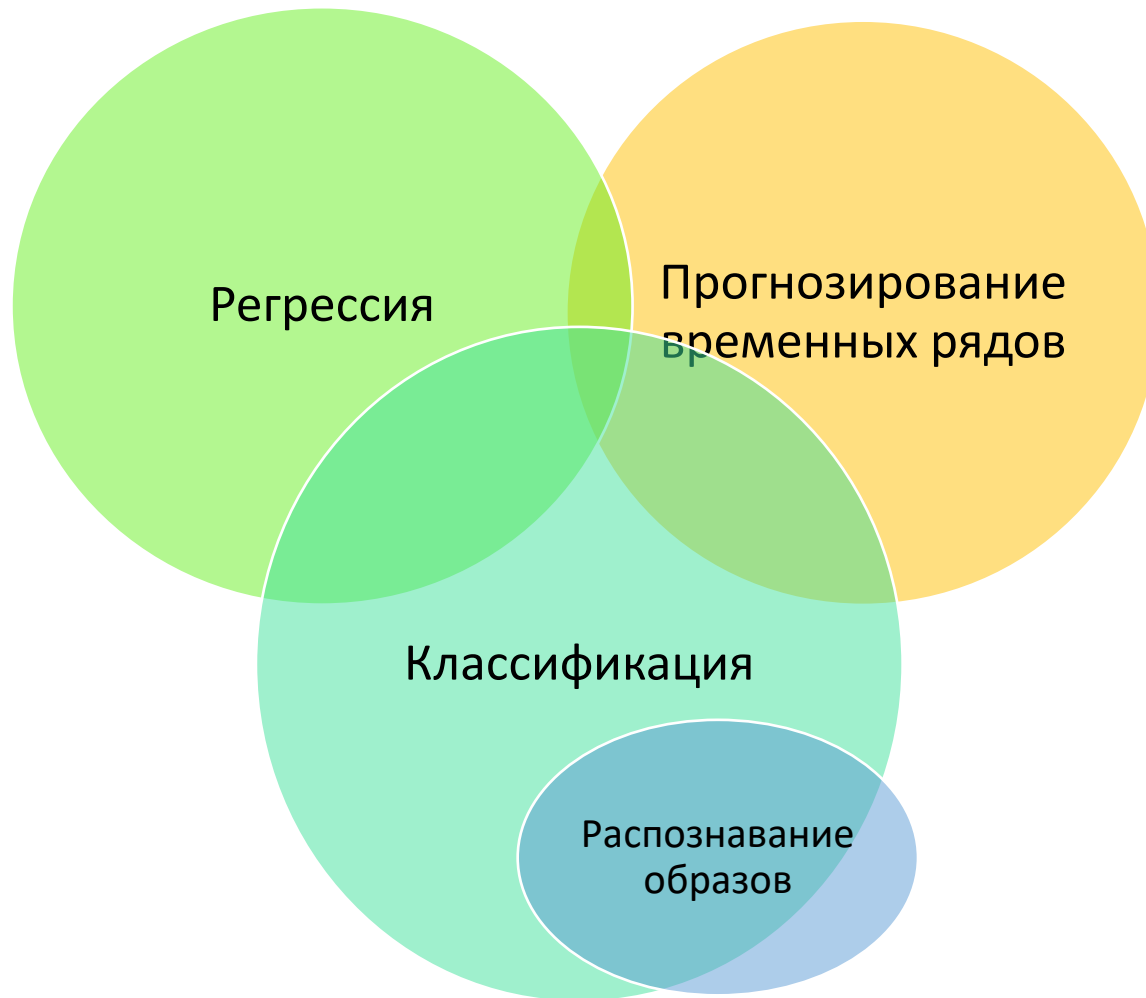 Регрессия
Прогнозирование
временных рядов
Классификация
Распознавание
образов